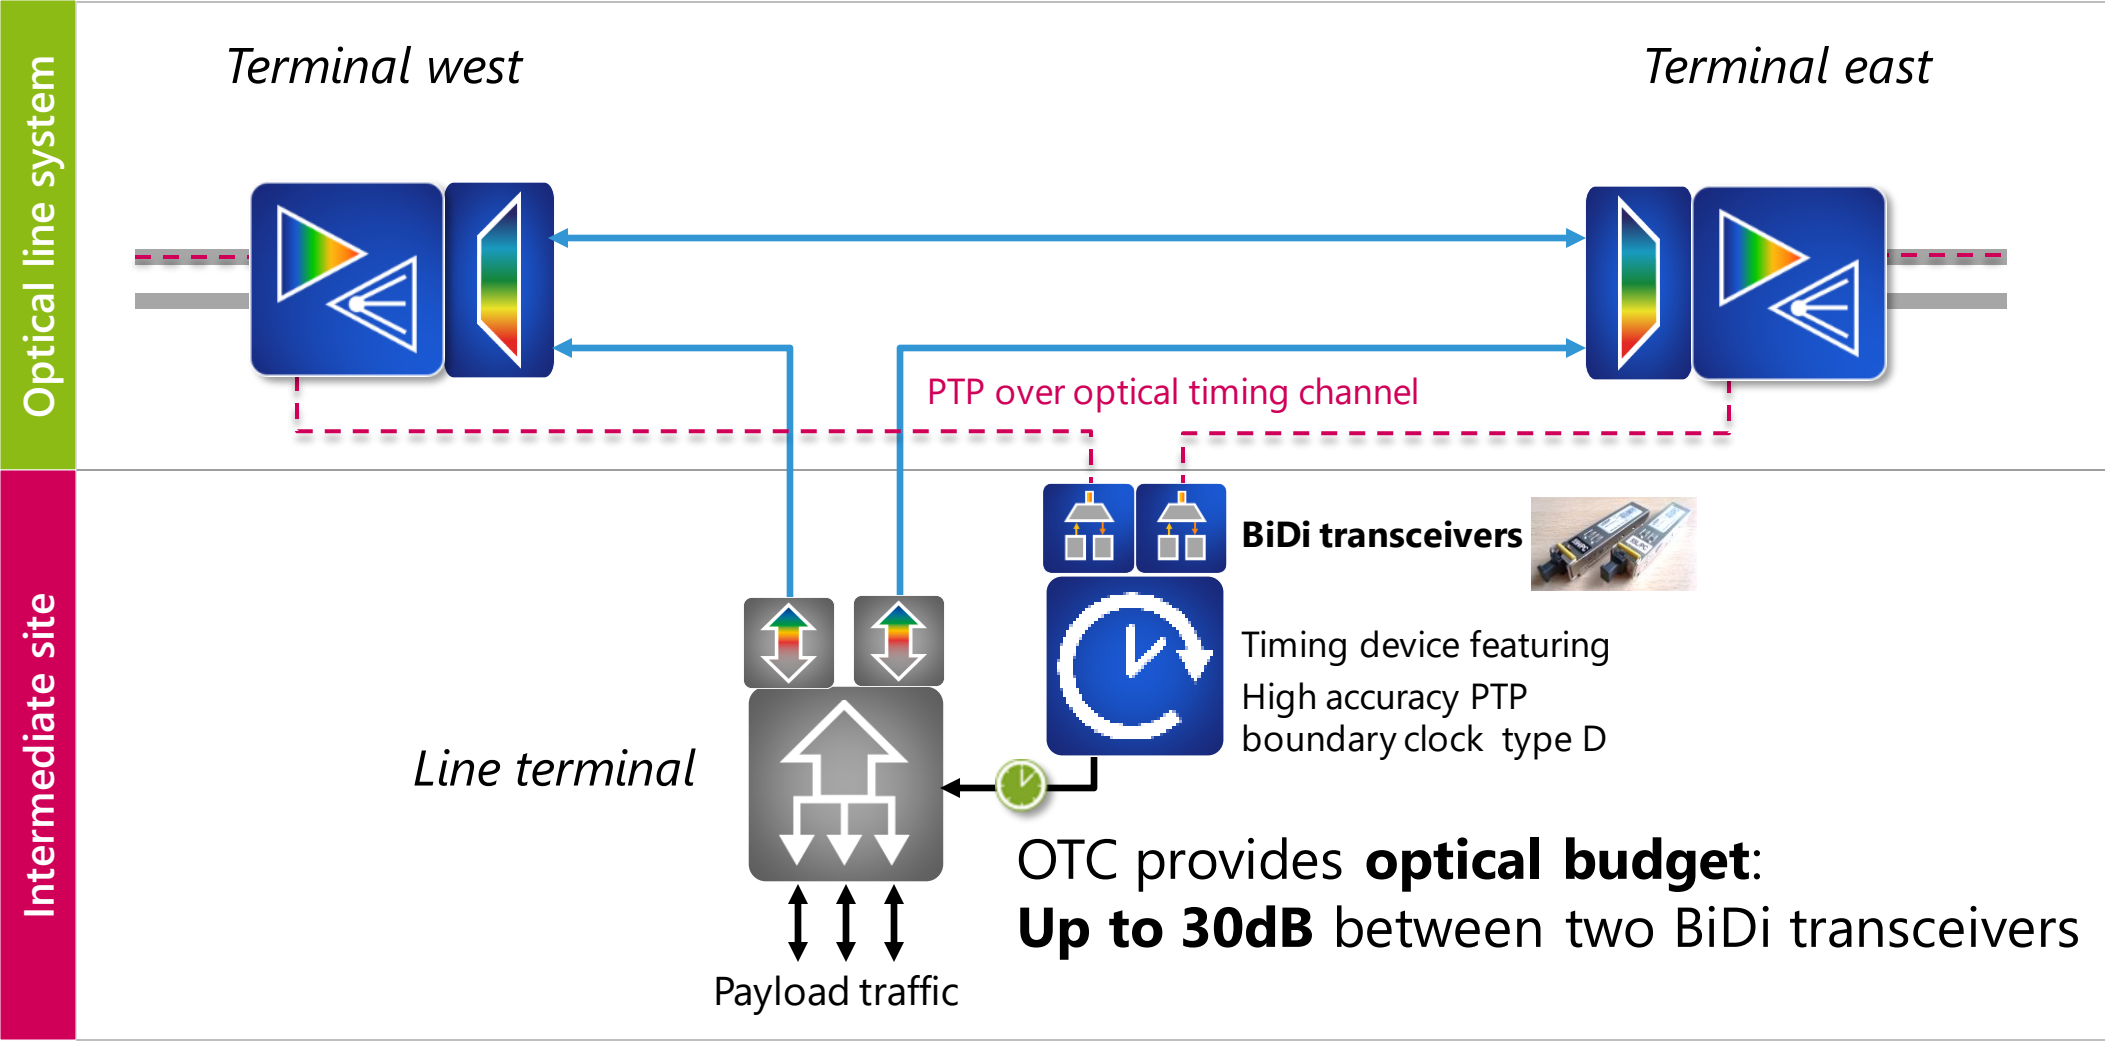 Optical line system
Terminal west
Terminal east
PTP over optical timing channel
Intermediate site
BiDi transceivers
Timing device featuring
High accuracy PTP
boundary clock type D
Line terminal
OTC provides optical budget:
Up to 30dB between two BiDi transceivers
Payload traffic